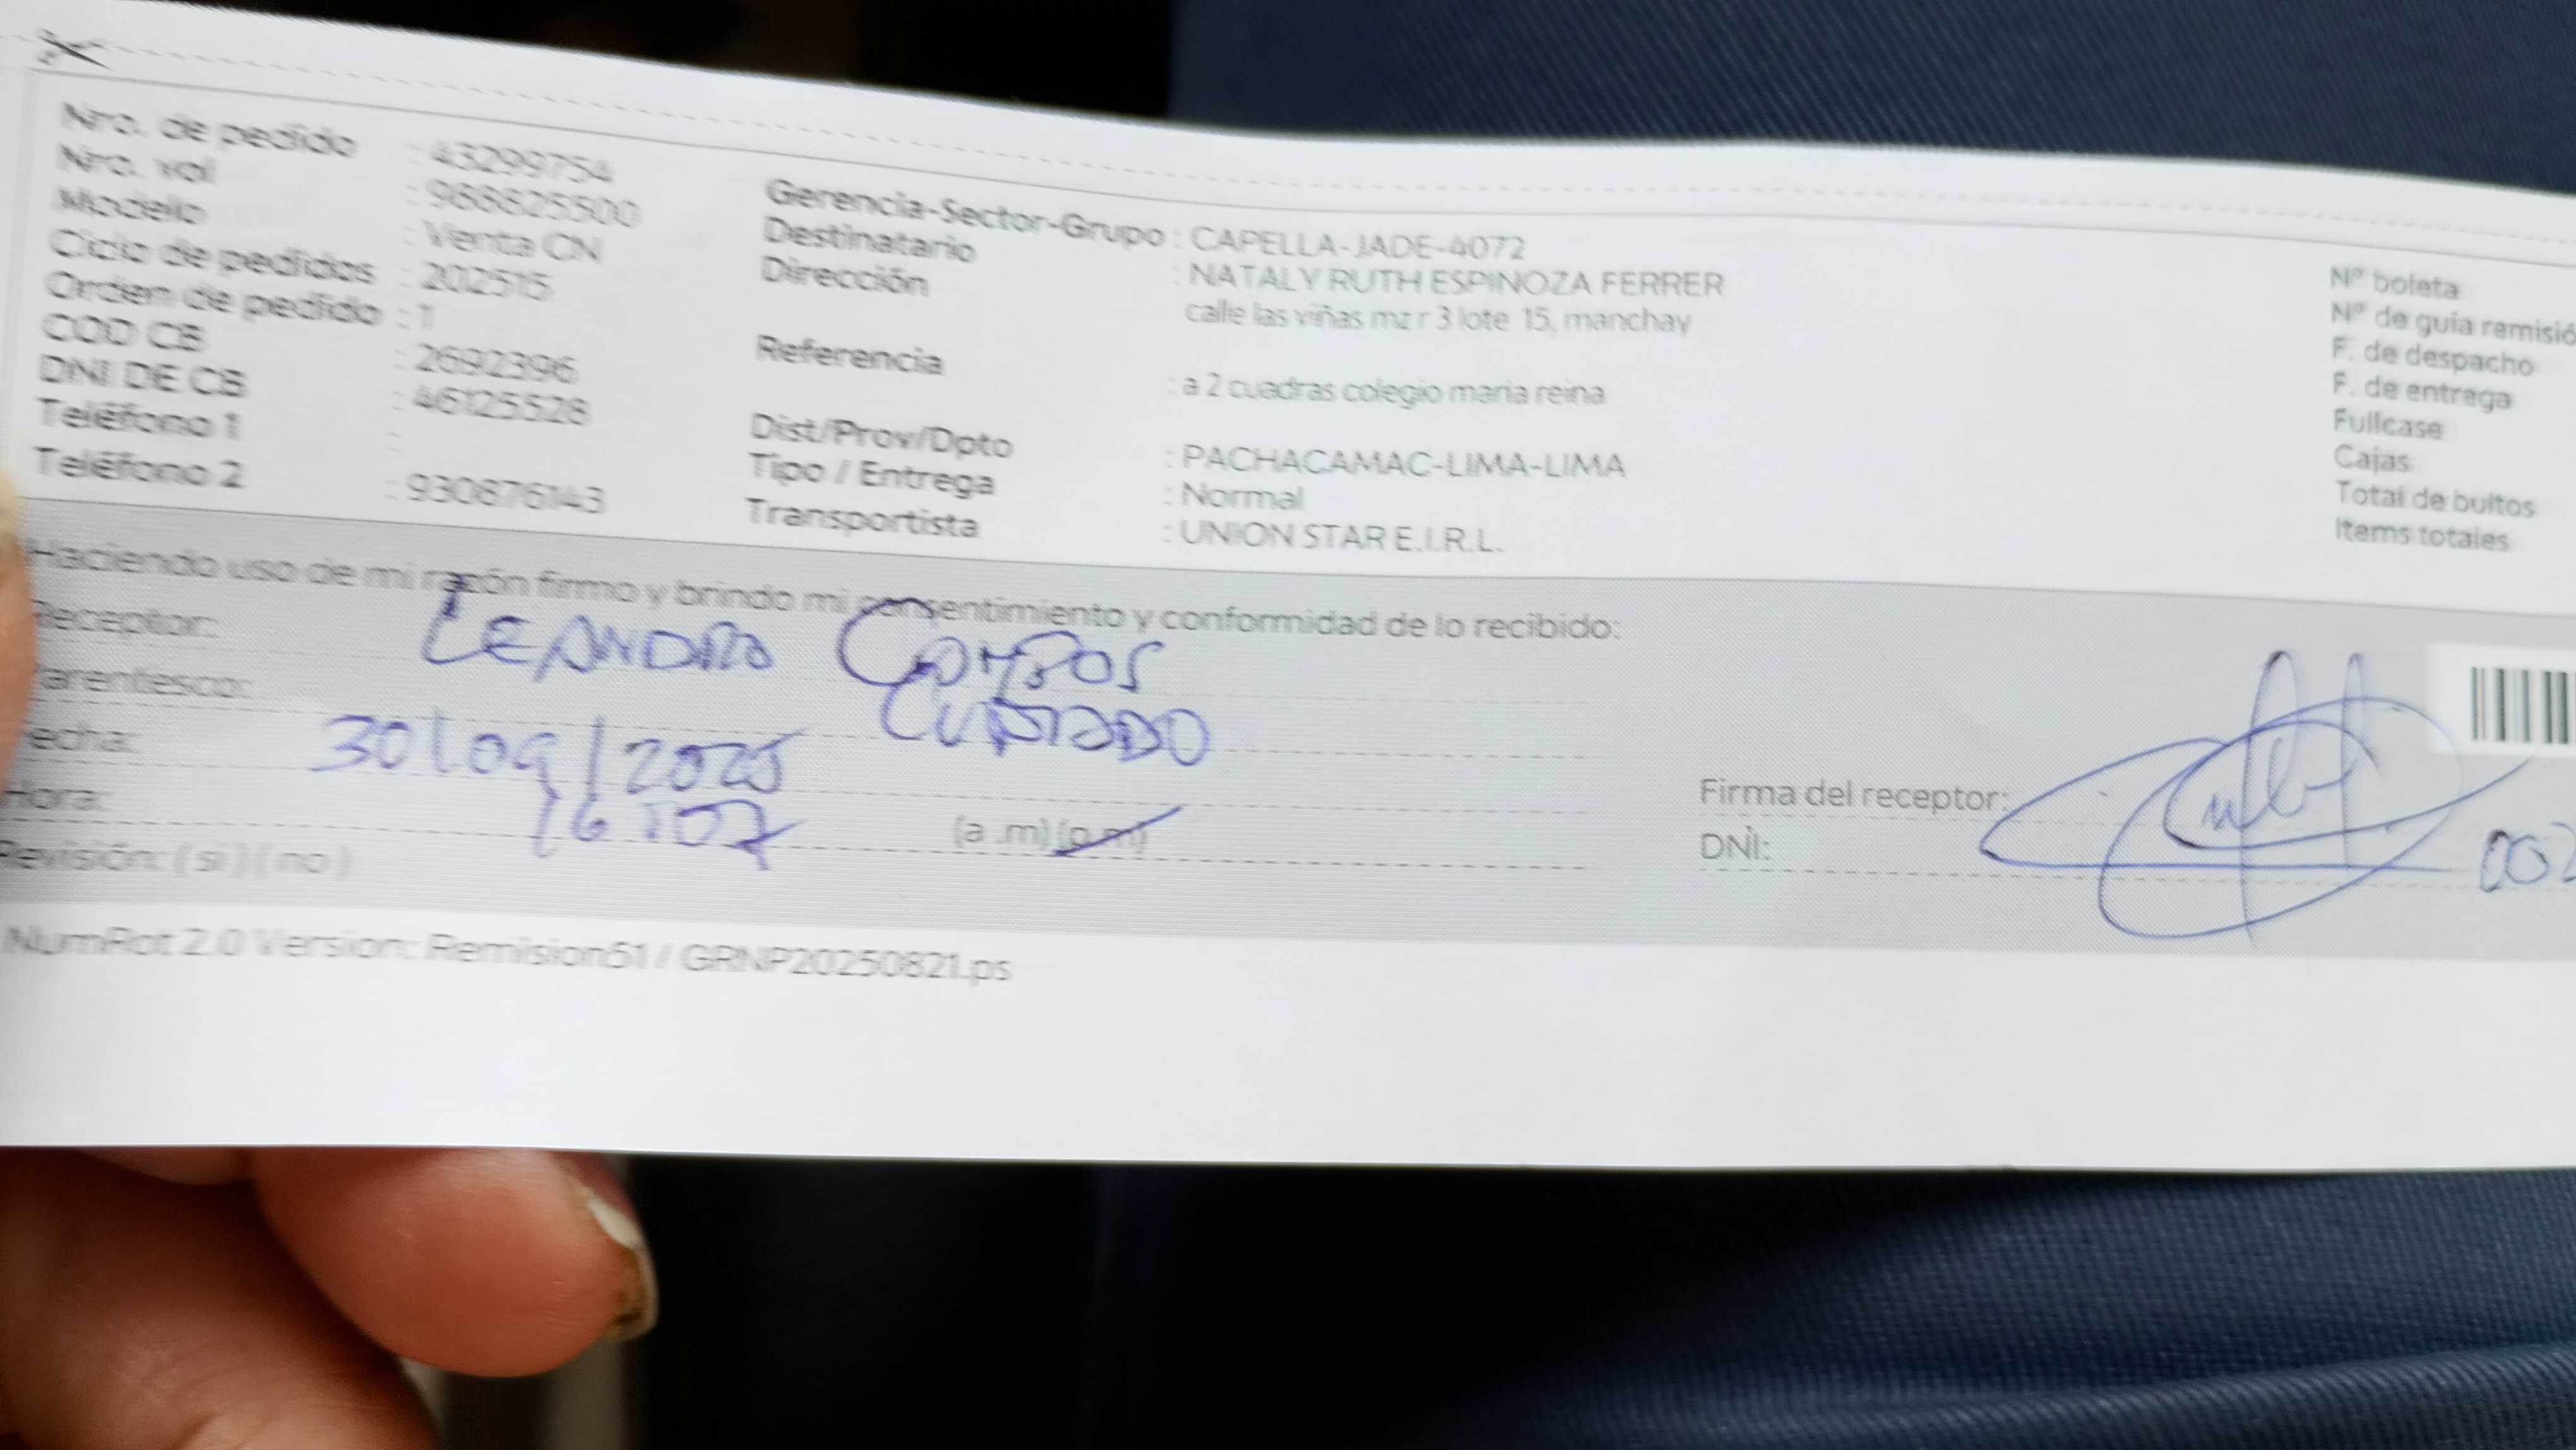 Nro. de pedido : 43299754
Nro. vol : 988825500
Modelo : Venta CN
Ciclo de pedidos : 202515
Orden de pedido : 1
COD CB : 2692396
DNI DE CB : 46125528
Teléfono 1 :
Teléfono 2 : 930876143
Gerencia-Sector-Grupo : CAPELLA-JADE-4072
Destinatario : NATALY RUTH ESPINOZA FERRER
Dirección calle las viñas mz r 3 lote 15, manchay
Referencia : a 2 cuadras colegio maria reina
Dist/Prov/Dpto : PACHACAMAC-LIMA-LIMA
Tipo / Entrega : Normal
Transportista : UNION STAR E.I.R.L.
Nº boleta
Nº de guía remisió
F. de despacho
F. de entrega
Fullcase
Cajas
Total de bultos
Items totales
Haciendo uso de mi razón firmo y brindo mi consentimiento y conformidad de lo recibido:
Receptor: LEANDRO CAMPOS
arentesco: CUÑADO
echa: 30/09/2025
Hora: 16:07 (a .m) (p.m)
Revisión: ( si ) ( no )
Firma del receptor:
DNI: 002
NumRot 2.0 Version: Remision51 / GRNP20250821.ps